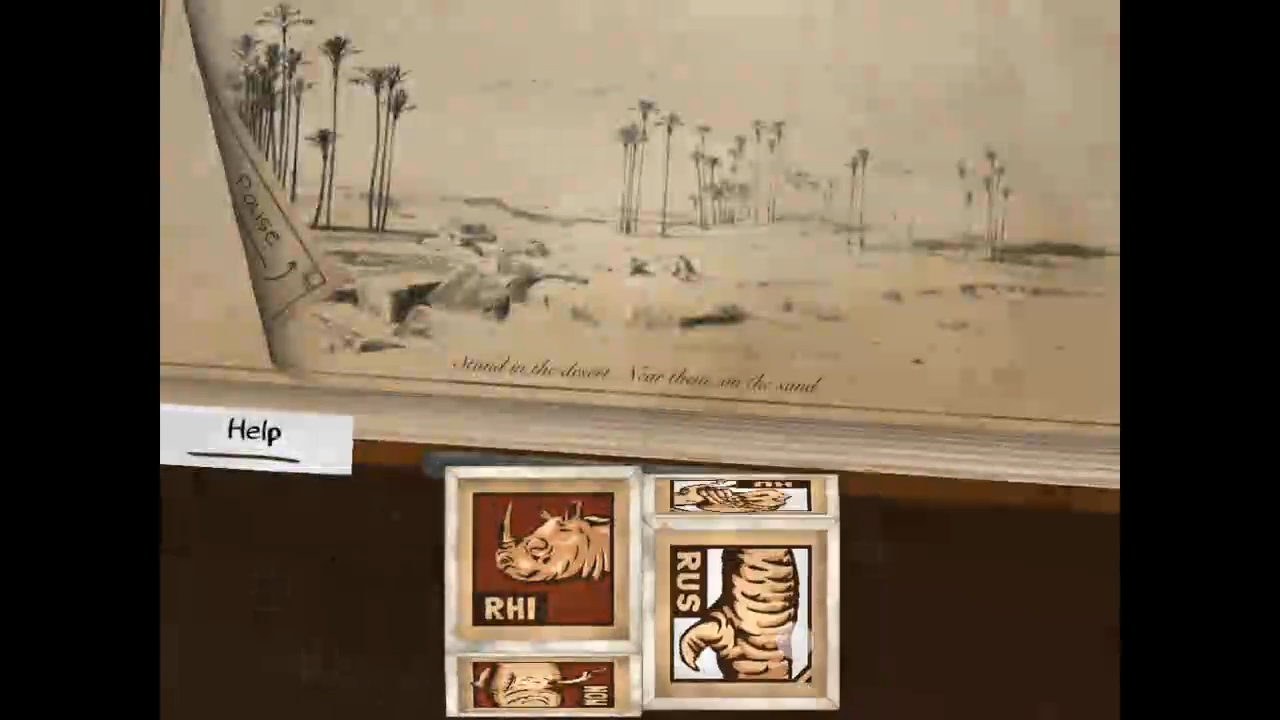 Pause
Stand in the desert Near them, on the sand
Help
RHI
RUS